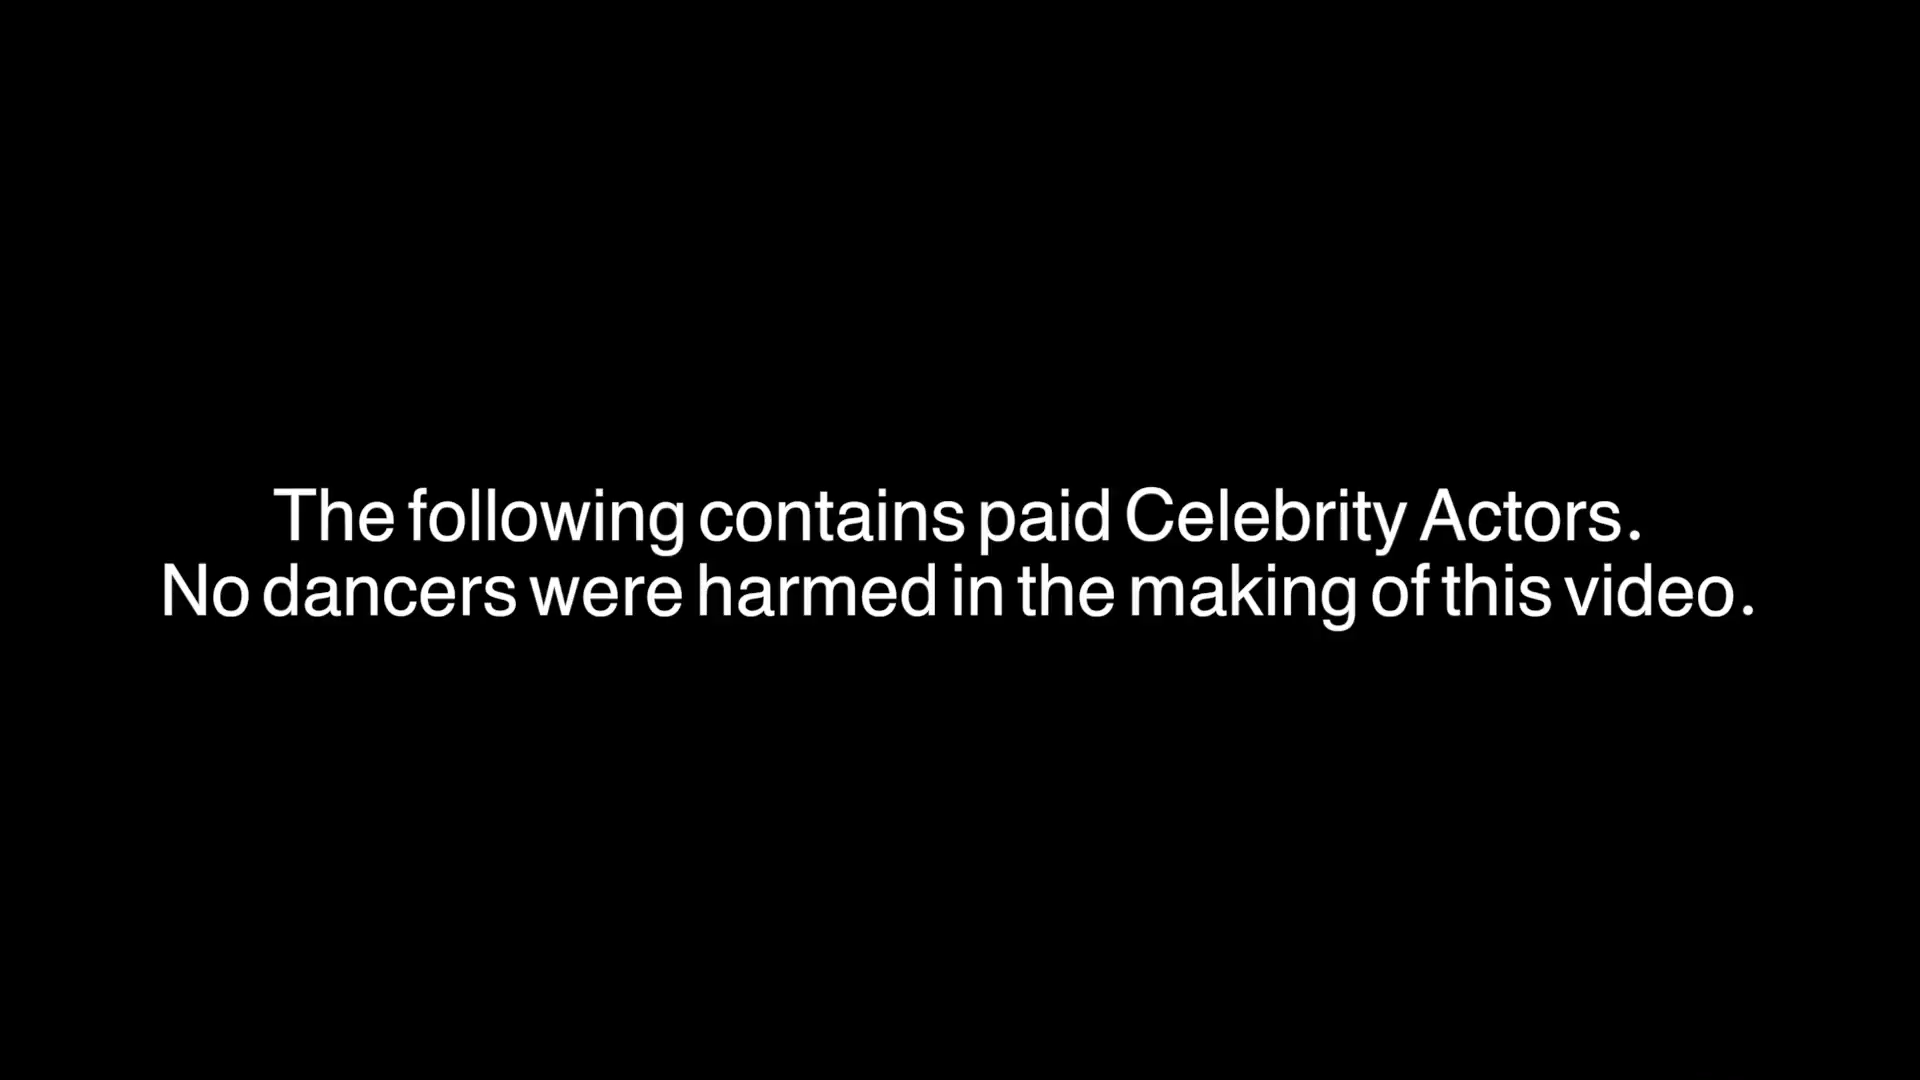 The following contains paid Celebrity Actors.
No dancers were harmed in the making of this video.